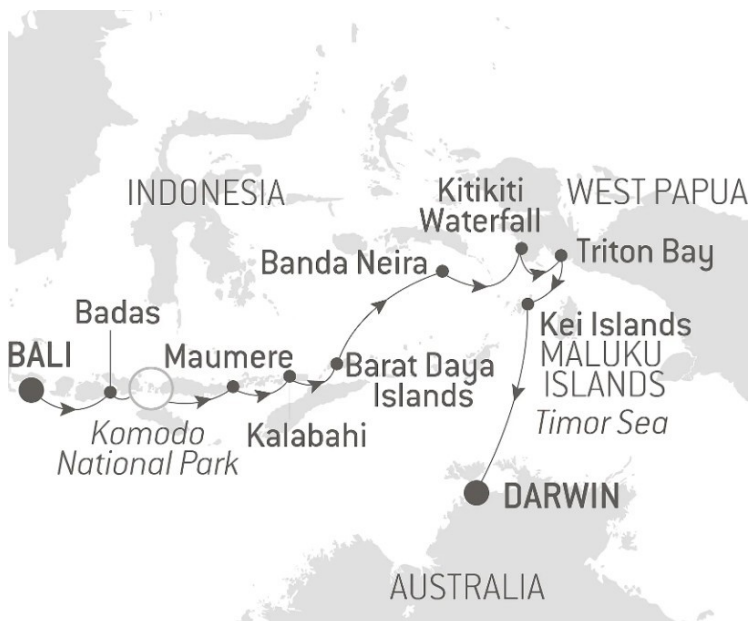 INDONESIA
Kitikiti
Waterfall
WEST PAPUA
Banda Neira
Triton Bay
Badas
BALI
Maumere
Kei Islands
MALUKU
ISLANDS
Barat Daya
Islands
Timor Sea
Komodo
National Park
Kalabahi
DARWIN
AUSTRALIA